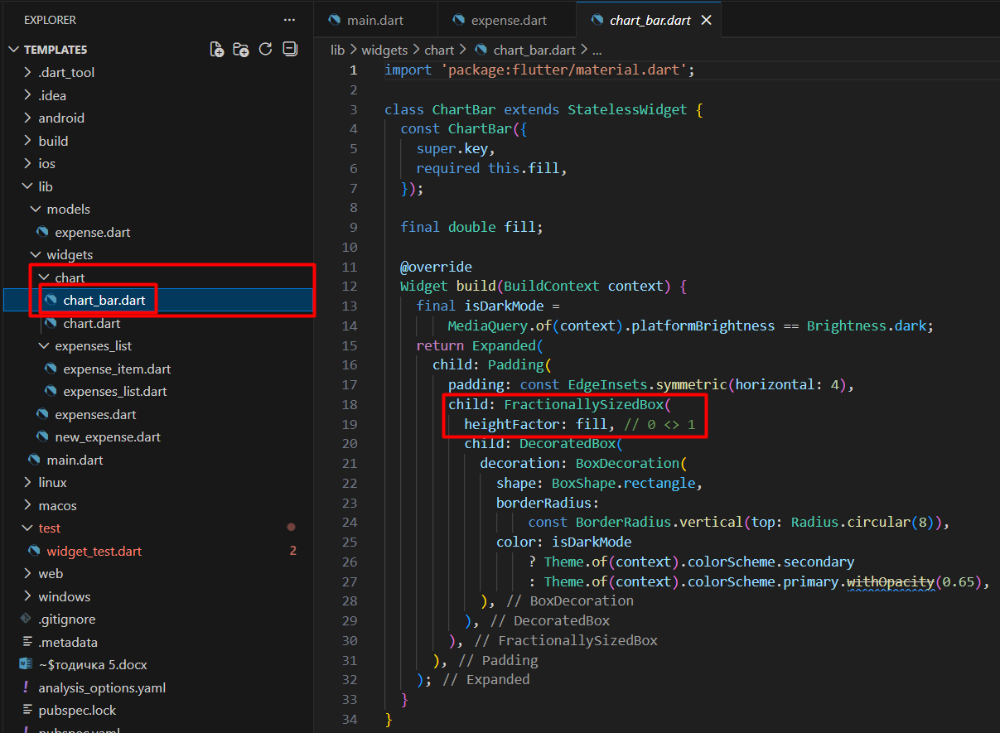 EXPLORER
...
TEMPLATE5
.dart_tool
.idea
android
build
ios
lib
models
expense.dart
widgets
chart
chart_bar.dart
chart.dart
expenses_list
expense_item.dart
expenses_list.dart
expenses.dart
new_expense.dart
main.dart
linux
macos
test
widget_test.dart 2
web
windows
.gitignore
.metadata
~$тодичка 5.docx
analysis_options.yaml
pubspec.lock
pubspec.yaml
main.dart
expense.dart
chart_bar.dart
lib > widgets > chart > chart_bar.dart > ...
1 import 'package:flutter/material.dart';
2
3 class ChartBar extends StatelessWidget {
4 const ChartBar({
5 super.key,
6 required this.fill,
7 });
8
9 final double fill;
10
11 @override
12 Widget build(BuildContext context) {
13 final isDarkMode =
14 MediaQuery.of(context).platformBrightness == Brightness.dark;
15 return Expanded(
16 child: Padding(
17 padding: const EdgeInsets.symmetric(horizontal: 4),
18 child: FractionallySizedBox(
19 heightFactor: fill, // 0 <> 1
20 child: DecoratedBox(
21 decoration: BoxDecoration(
22 shape: BoxShape.rectangle,
23 borderRadius:
24 const BorderRadius.vertical(top: Radius.circular(8)),
25 color: isDarkMode
26 ? Theme.of(context).colorScheme.secondary
27 : Theme.of(context).colorScheme.primary.withOpacity(0.65),
28 ), // BoxDecoration
29 ), // DecoratedBox
30 ), // FractionallySizedBox
31 ), // Padding
32 ); // Expanded
33 }
34 }